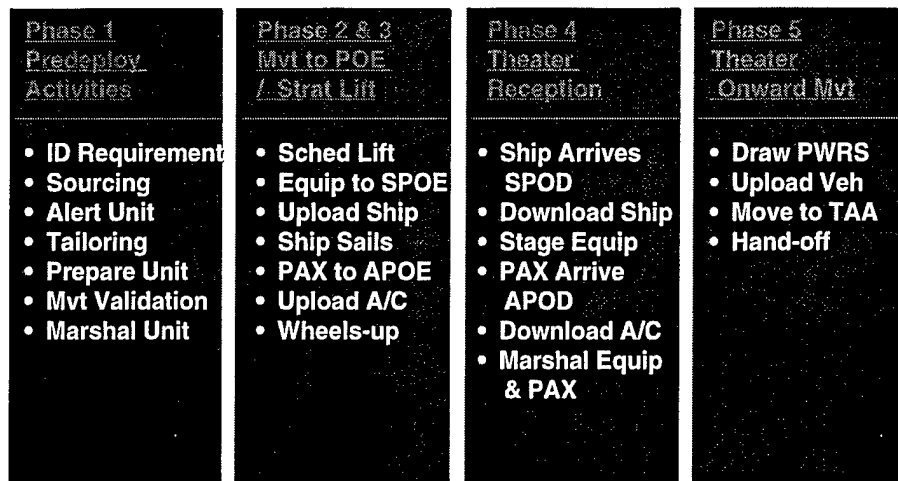 Phase 1
Predeploy
Activities
• ID Requirement
• Sourcing
• Alert Unit
• Tailoring
• Prepare Unit
• Mvt Validation
• Marshal Unit
Phase 2 & 3
Mvt to POE
/ Strat Lift
• Sched Lift
• Equip to SPOE
• Upload Ship
• Ship Sails
• PAX to APOE
• Upload A/C
• Wheels-up
Phase 4
Theater
Reception
• Ship Arrives
SPOD
• Download Ship
• Stage Equip
• PAX Arrive
APOD
• Download A/C
• Marshal Equip
& PAX
Phase 5
Theater
Onward Mvt
• Draw PWRS
• Upload Veh
• Move to TAA
• Hand-off